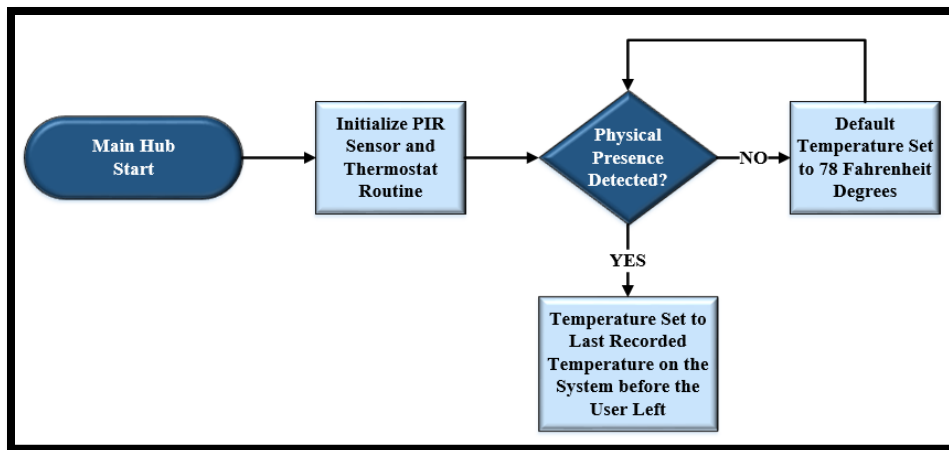 Main Hub
Start
Initialize PIR
Sensor and
Thermostat
Routine
Physical
Presence
Detected?
NO
Default
Temperature Set
to 78 Fahrenheit
Degrees
YES
Temperature Set to
Last Recorded
Temperature on the
System before the
User Left